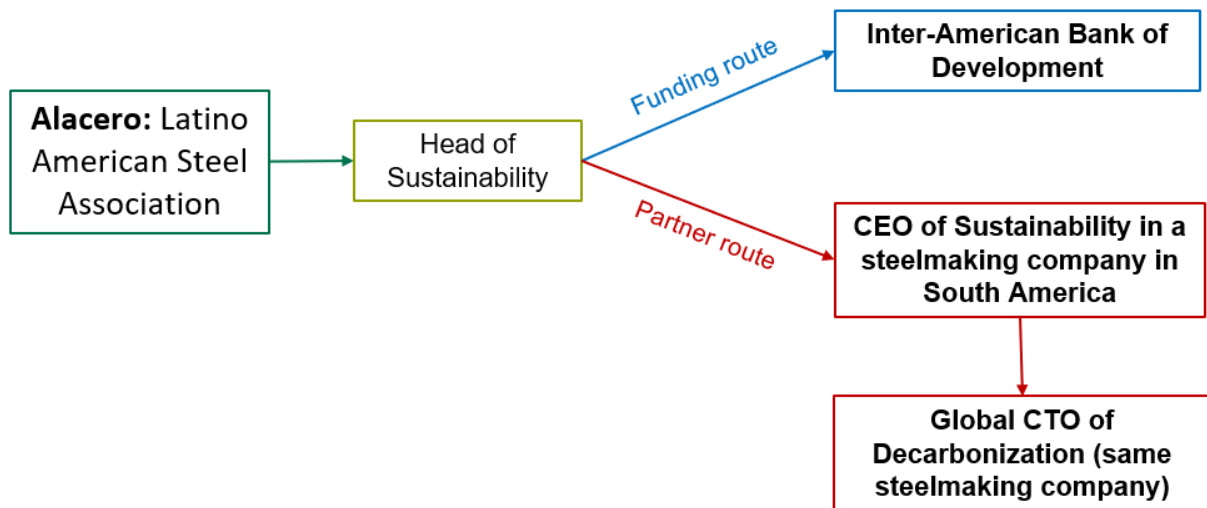 Alacero: Latino
American Steel
Association
Head of
Sustainability
Funding route
Inter-American Bank of
Development
Partner route
CEO of Sustainability in a
steelmaking company in
South America
Global CTO of
Decarbonization (same
steelmaking company)